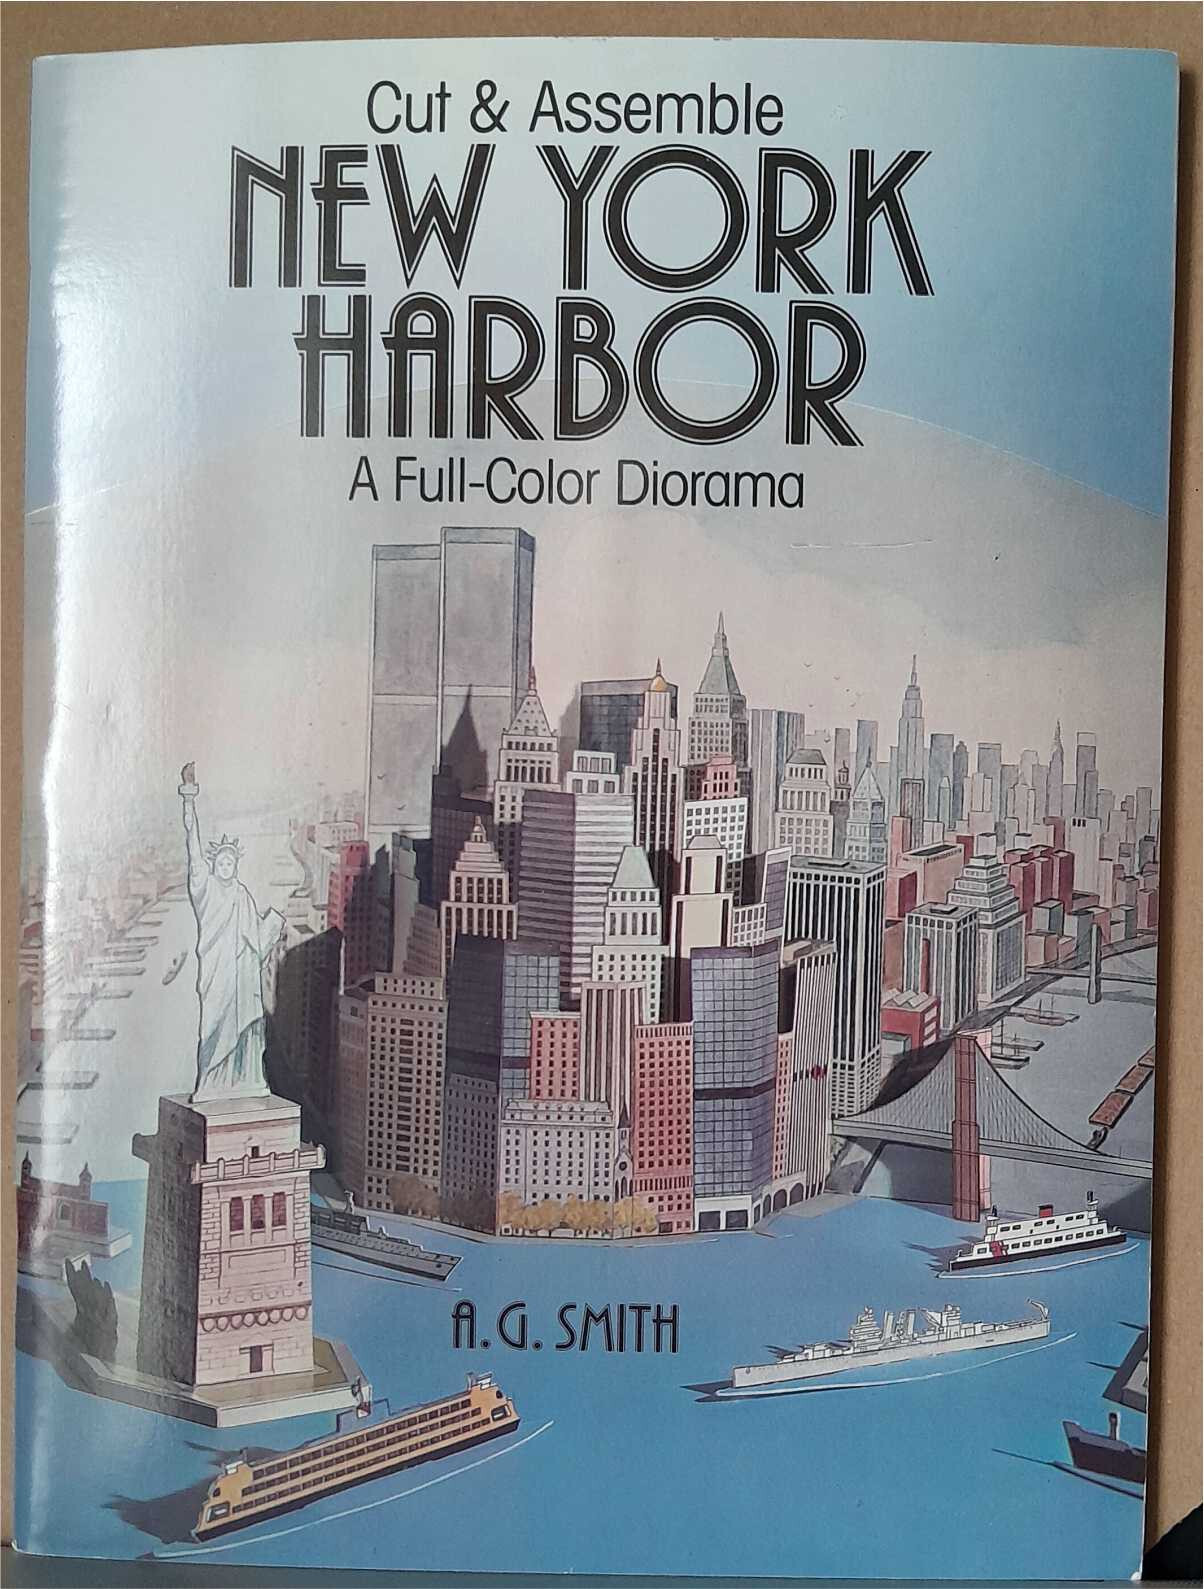 Cut & Assemble
NEW YORK
HARBOR
A Full-Color Diorama
A. G. SMITH